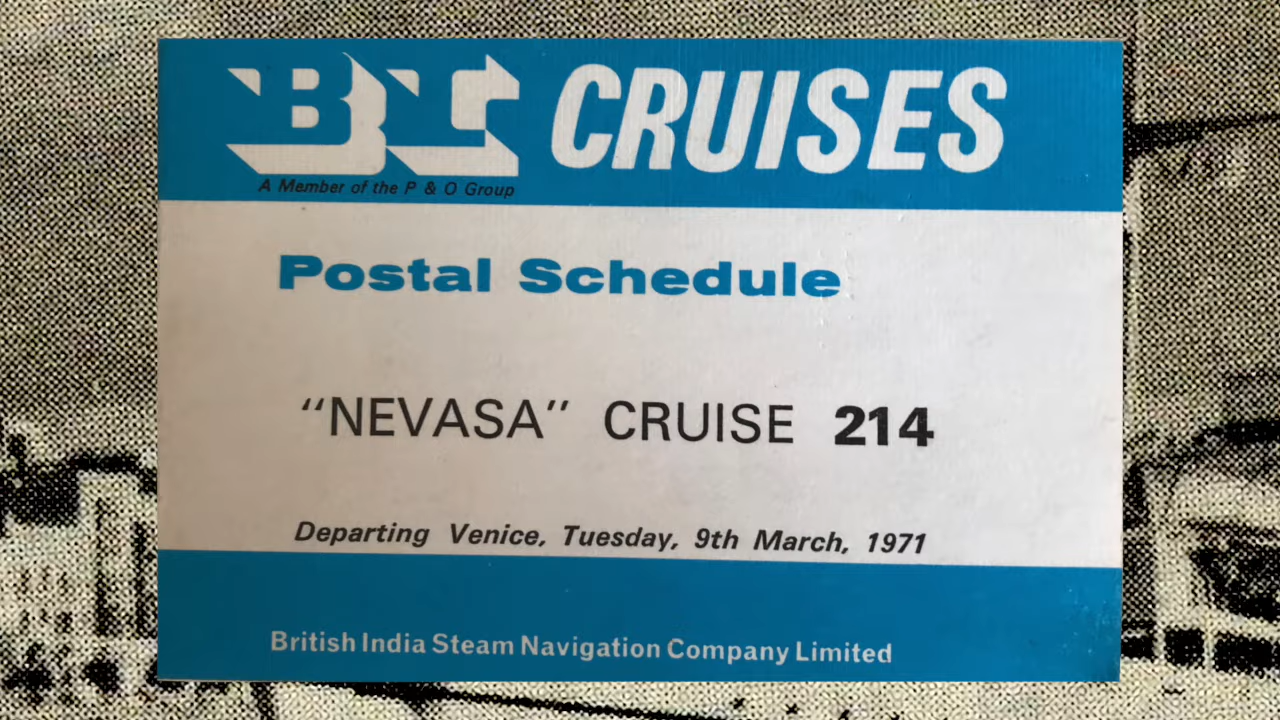 BI CRUISES
A Member of the P & O Group
Postal Schedule
“NEVASA” CRUISE 214
Departing Venice, Tuesday, 9th March, 1971
British India Steam Navigation Company Limited